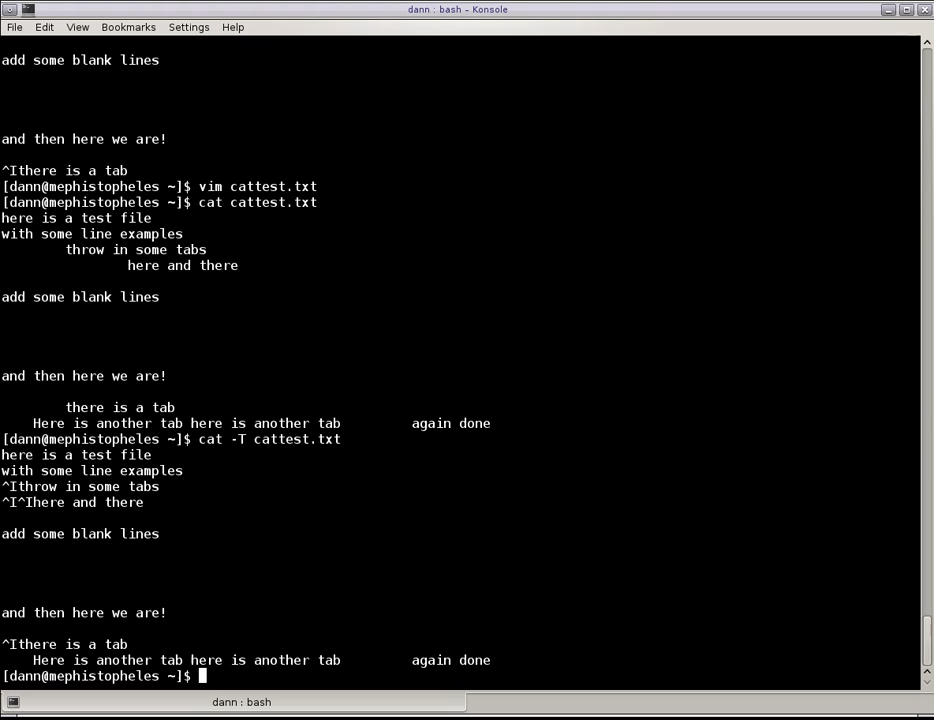 dann : bash - Konsole
File Edit View Bookmarks Settings Help
add some blank lines
and then here we are!
^Ithere is a tab
[dann@mephistopheles ~]$ vim cattest.txt
[dann@mephistopheles ~]$ cat cattest.txt
here is a test file
with some line examples
        throw in some tabs
                here and there
add some blank lines
and then here we are!
        there is a tab
    Here is another tab here is another tab         again done
[dann@mephistopheles ~]$ cat -T cattest.txt
here is a test file
with some line examples
^Ithrow in some tabs
^I^Ihere and there
add some blank lines
and then here we are!
^Ithere is a tab
    Here is another tab here is another tab         again done
[dann@mephistopheles ~]$
dann : bash